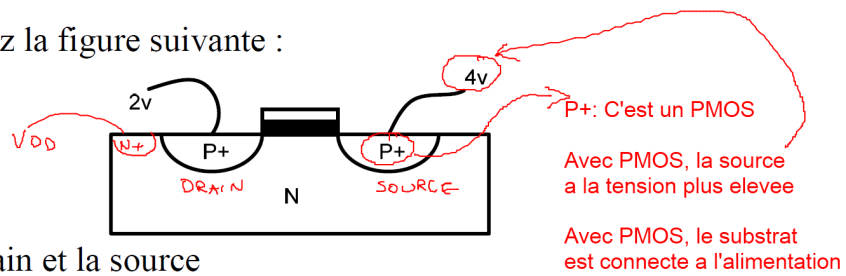 z la figure suivante :
4v
2v
P+: C'est un PMOS
VDD
N+
P+
P+
Avec PMOS, la source
a la tension plus elevee
DRAIN
SOURCE
N
Avec PMOS, le substrat
est connecte a l'alimentation
ain et la source